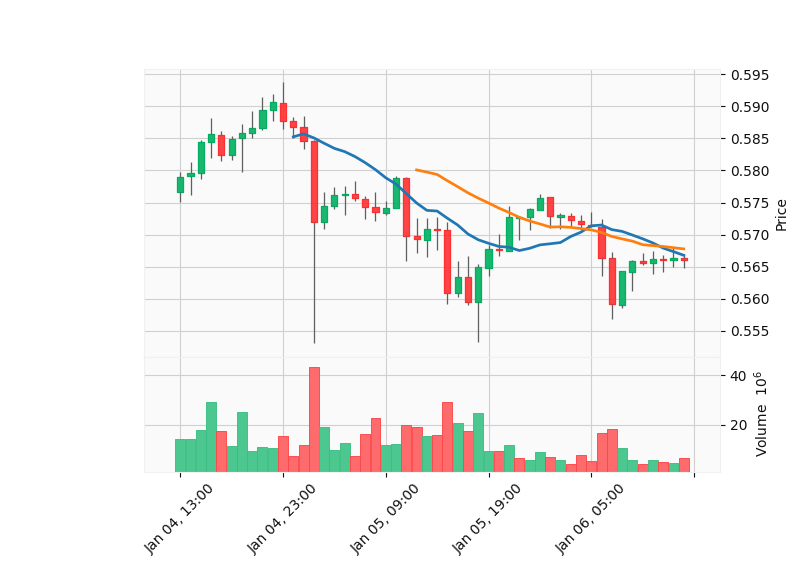 0.595
0.590
0.585
0.580
0.575
0.570
0.565
0.560
0.555
Price
40
20
Volume 10⁶
Jan 04, 13:00
Jan 04, 23:00
Jan 05, 09:00
Jan 05, 19:00
Jan 06, 05:00